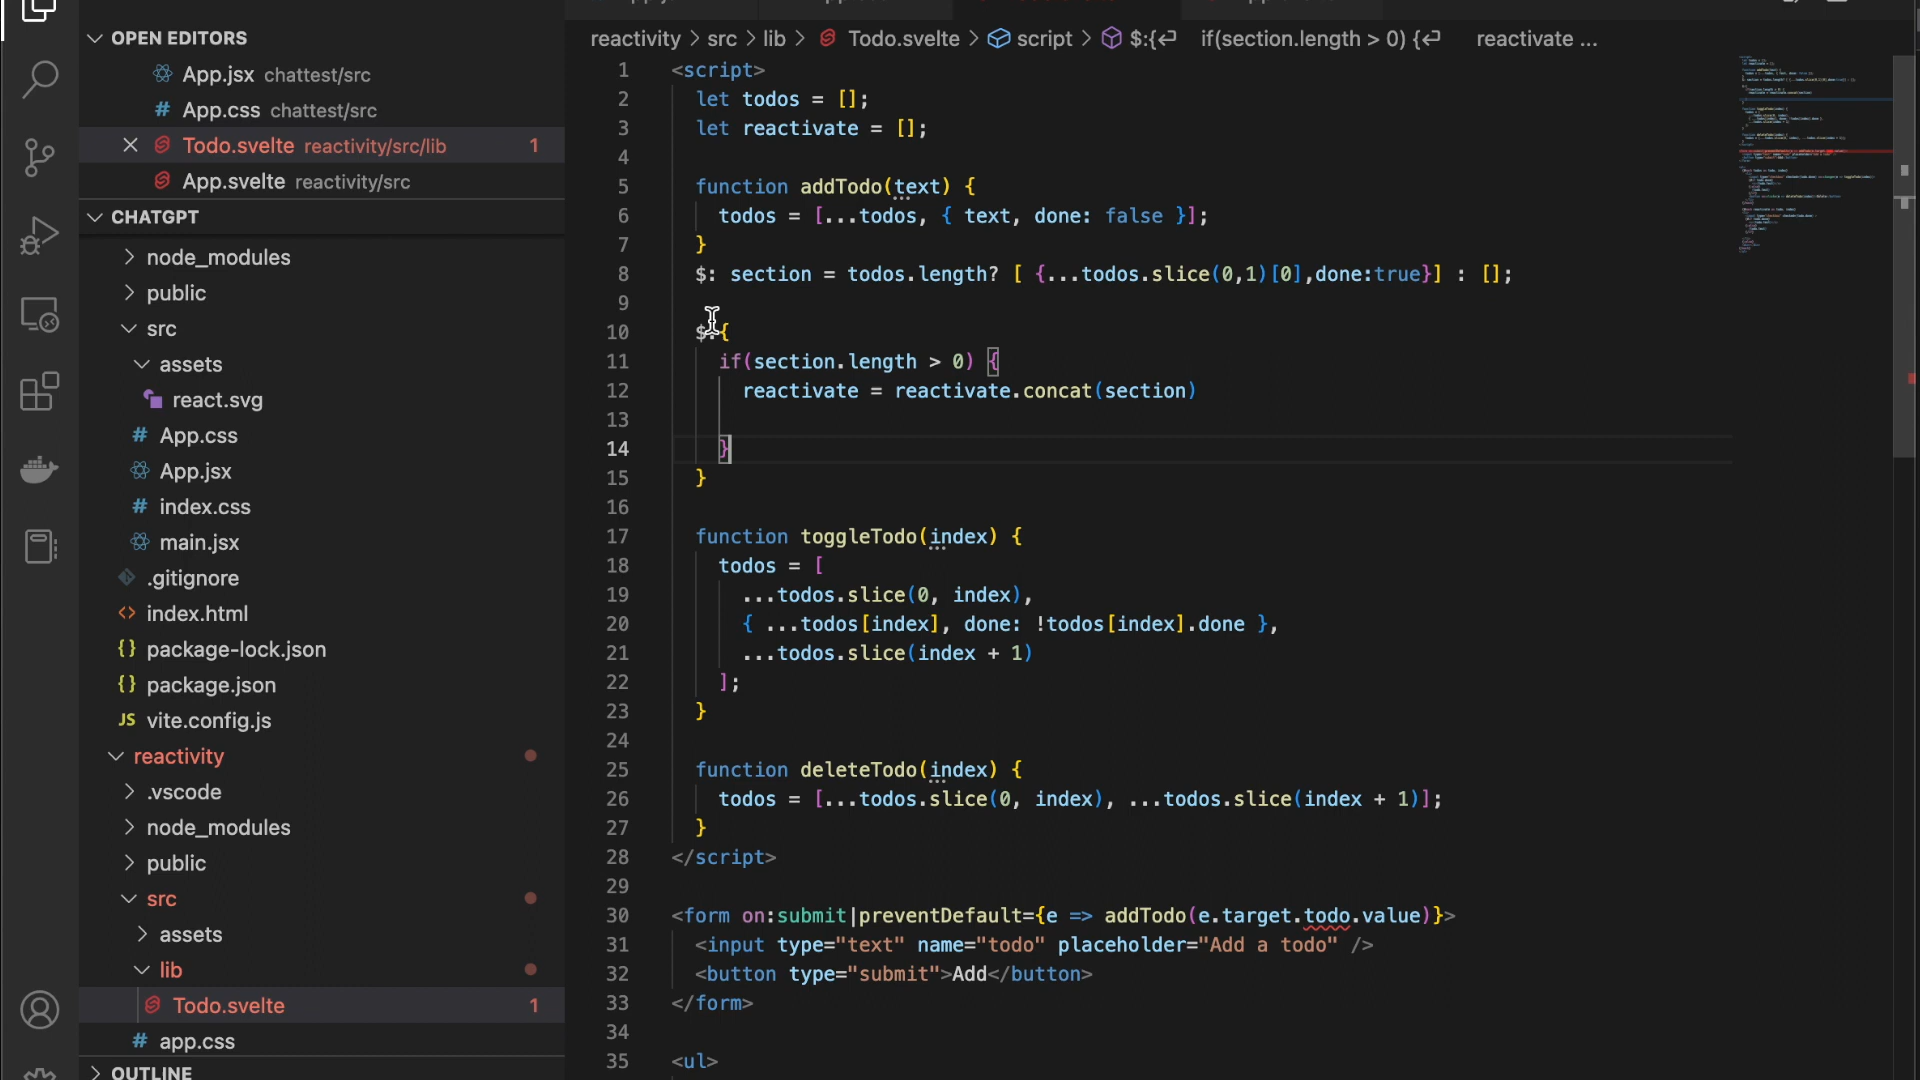 OPEN EDITORS
App.jsx chattest/src
# App.css chattest/src
Todo.svelte reactivity/src/lib 1
App.svelte reactivity/src
CHATGPT
node_modules
public
src
assets
react.svg
# App.css
App.jsx
# index.css
main.jsx
.gitignore
<> index.html
{} package-lock.json
{} package.json
JS vite.config.js
reactivity
.vscode
node_modules
public
src
assets
lib
Todo.svelte 1
# app.css
OUTLINE
reactivity > src > lib > Todo.svelte > script > $:{↵ if(section.length > 0) {↵ reactivate ...
1 <script>
2 let todos = [];
3 let reactivate = [];
4
5 function addTodo(text) {
6 todos = [...todos, { text, done: false }];
7 }
8 $: section = todos.length? [ {...todos.slice(0,1)[0],done:true}] : [];
9
10 $:{
11 if(section.length > 0) {
12 reactivate = reactivate.concat(section)
13
14 }
15 }
16
17 function toggleTodo(index) {
18 todos = [
19 ...todos.slice(0, index),
20 { ...todos[index], done: !todos[index].done },
21 ...todos.slice(index + 1)
22 ];
23 }
24
25 function deleteTodo(index) {
26 todos = [...todos.slice(0, index), ...todos.slice(index + 1)];
27 }
28 </script>
29
30 <form on:submit|preventDefault={e => addTodo(e.target.todo.value)}>
31 <input type="text" name="todo" placeholder="Add a todo" />
32 <button type="submit">Add</button>
33 </form>
34
35 <ul>